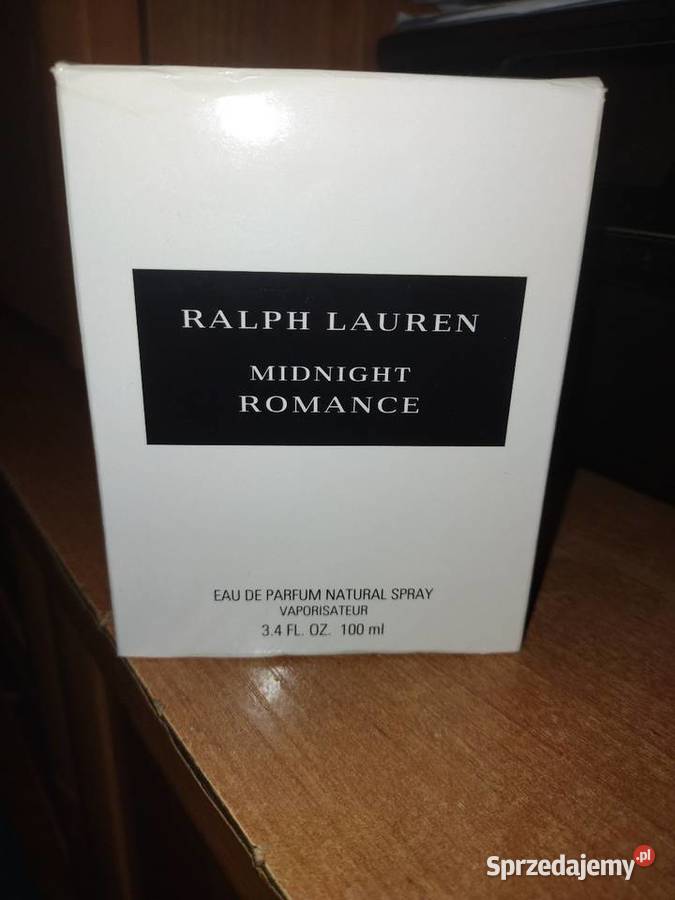 RALPH LAUREN
MIDNIGHT
ROMANCE
EAU DE PARFUM NATURAL SPRAY
VAPORISATEUR
3.4 FL. OZ. 100 ml
Sprzedajemy.pl